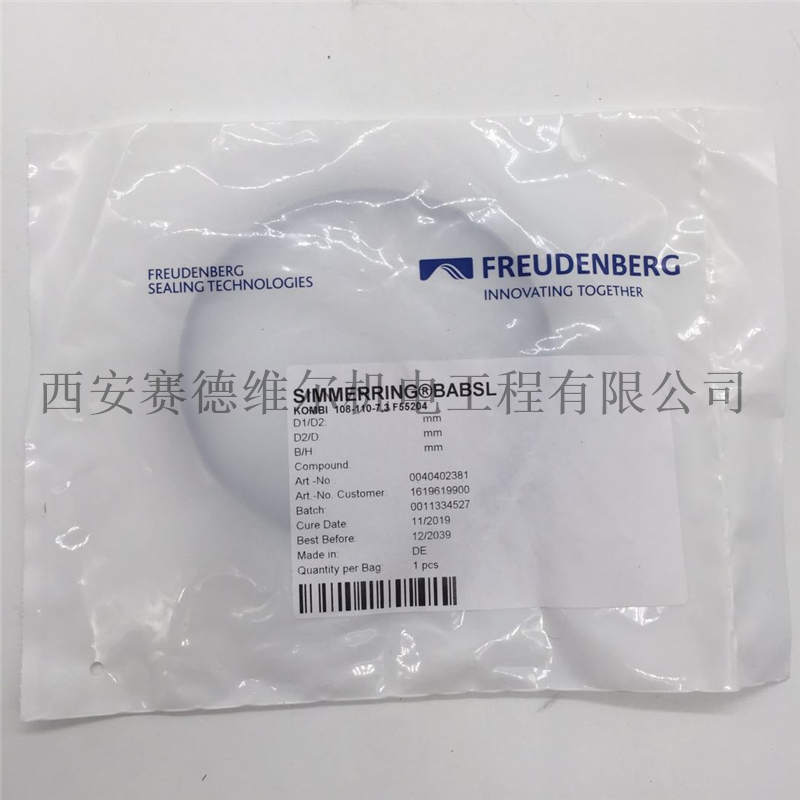 FREUDENBERG
SEALING TECHNOLOGIES
FREUDENBERG
INNOVATING TOGETHER
西安赛德维尔机电工程有限公司
SIMMERRING®BABSL
KOMBI 108-110-7,3 F55204
D1/D2: mm
D2/D mm
B/H mm
Compound.
Art -No 0040402381
Art.-No. Customer. 1619619900
Batch: 0011334527
Cure Date. 11/2019
Best Before: 12/2039
Made in: DE
Quantity per Bag: 1 pcs